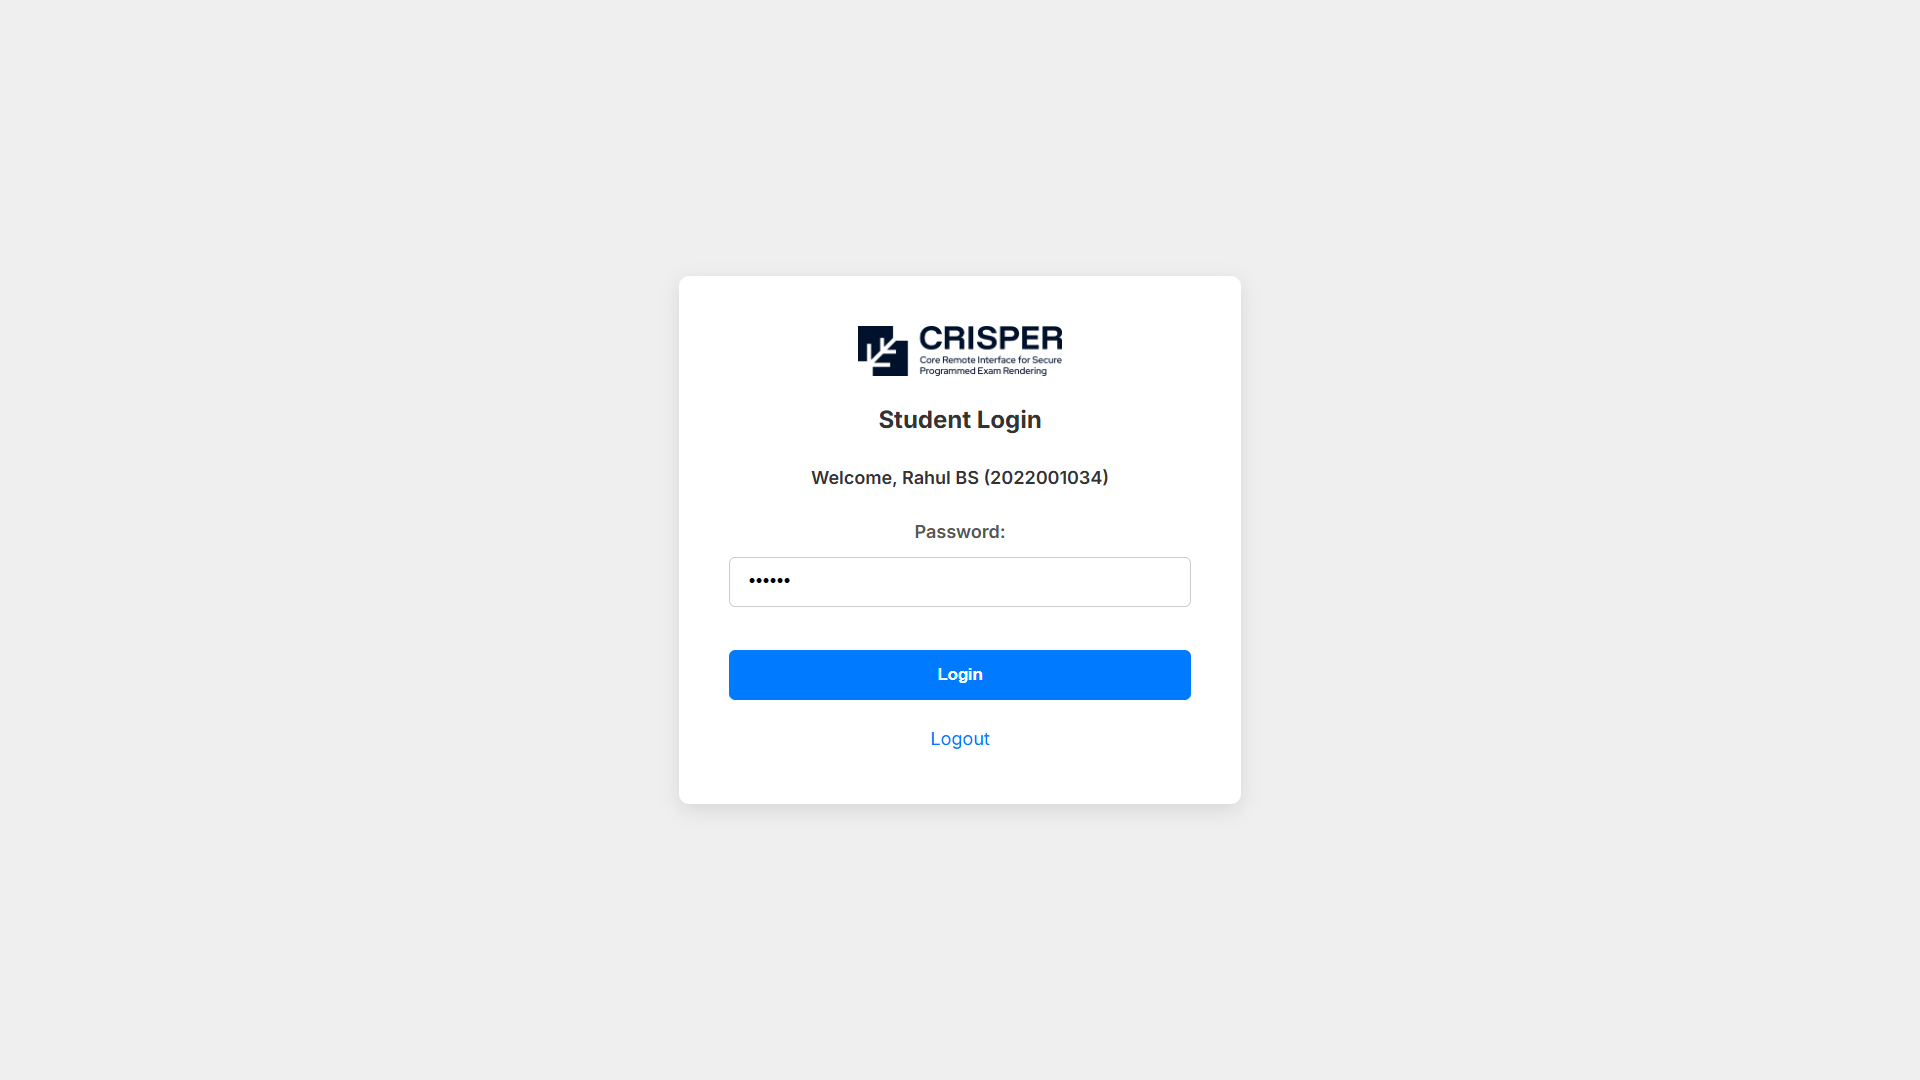 CRISPER
Core Remote Interface for Secure
Programmed Exam Rendering
Student Login
Welcome, Rahul BS (2022001034)
Password:
••••••
Login
Logout